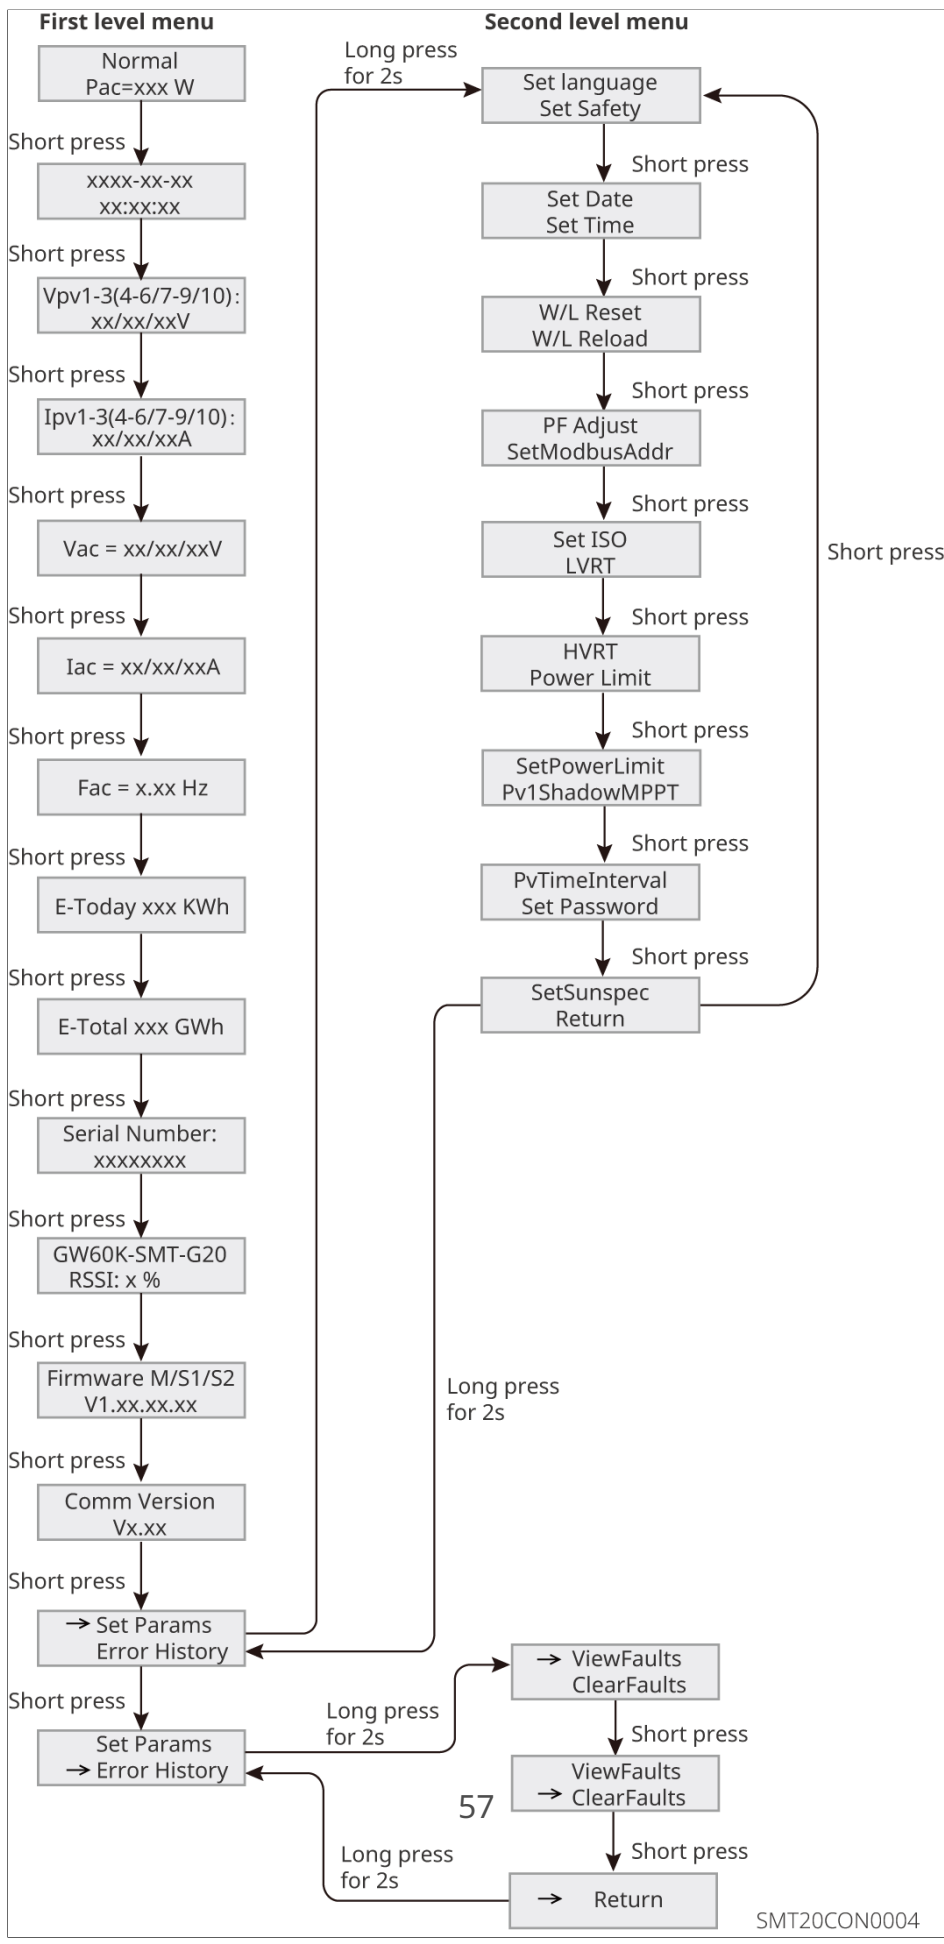 First level menu
Normal
Pac=xxx W
Short press
xxxx-xx-xx
xx:xx:xx
Short press
Vpv1-3(4-6/7-9/10):
xx/xx/xxV
Short press
Ipv1-3(4-6/7-9/10):
xx/xx/xxA
Short press
Vac = xx/xx/xxV
Short press
Iac = xx/xx/xxA
Short press
Fac = x.xx Hz
Short press
E-Today xxx KWh
Short press
E-Total xxx GWh
Short press
Serial Number:
xxxxxxxx
Short press
GW60K-SMT-G20
RSSI: x %
Short press
Firmware M/S1/S2
V1.xx.xx.xx
Short press
Comm Version
Vx.xx
Short press
→ Set Params
Error History
Short press
Set Params
→ Error History
Long press
for 2s
Second level menu
Set language
Set Safety
Short press
Set Date
Set Time
Short press
W/L Reset
W/L Reload
Short press
PF Adjust
SetModbusAddr
Short press
Set ISO
LVRT
Short press
HVRT
Power Limit
Short press
SetPowerLimit
Pv1ShadowMPPT
Short press
PvTimeInterval
Set Password
Short press
SetSunspec
Return
Short press
Long press
for 2s
Long press
for 2s
→ ViewFaults
ClearFaults
Short press
ViewFaults
→ ClearFaults
Short press
→ Return
Long press
for 2s
57
SMT20CON0004